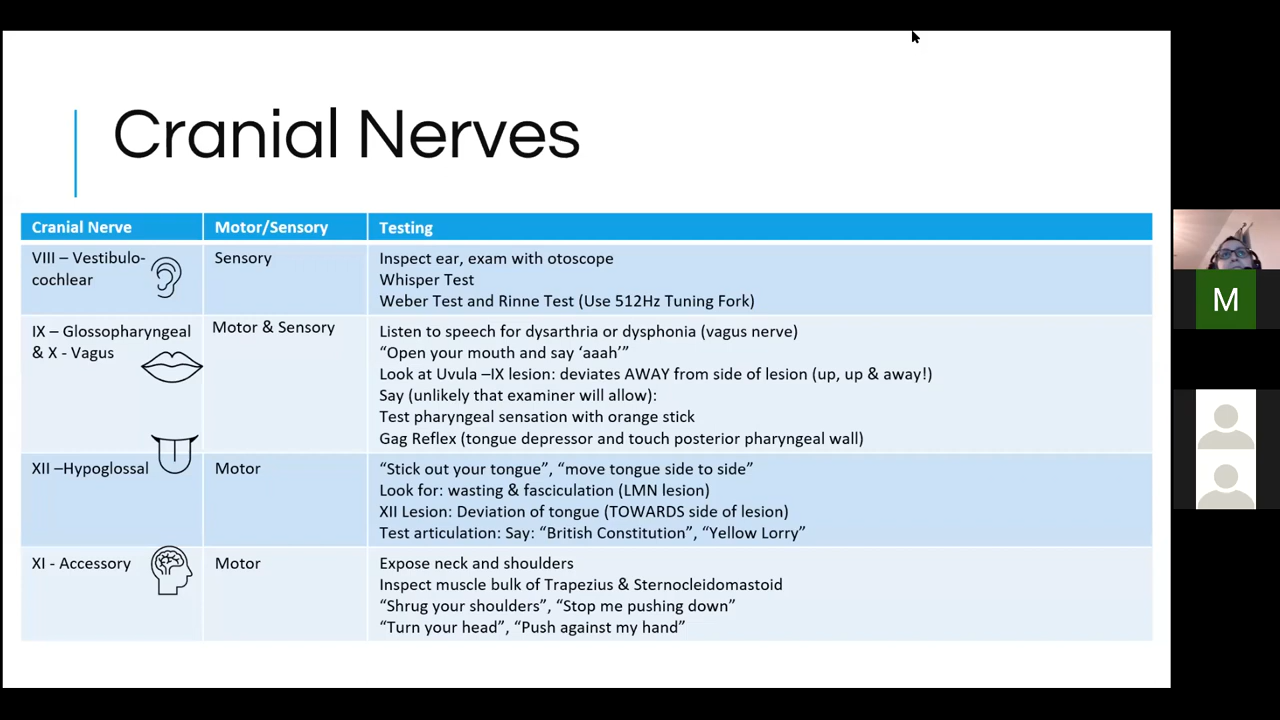 Cranial Nerves
Cranial Nerve
Motor/Sensory
Testing
VIII – Vestibulo-
cochlear
Sensory
Inspect ear, exam with otoscope
Whisper Test
Weber Test and Rinne Test (Use 512Hz Tuning Fork)
IX – Glossopharyngeal
& X - Vagus
Motor & Sensory
Listen to speech for dysarthria or dysphonia (vagus nerve)
“Open your mouth and say ‘aaah’”
Look at Uvula –IX lesion: deviates AWAY from side of lesion (up, up & away!)
Say (unlikely that examiner will allow):
Test pharyngeal sensation with orange stick
Gag Reflex (tongue depressor and touch posterior pharyngeal wall)
XII –Hypoglossal
Motor
“Stick out your tongue”, “move tongue side to side”
Look for: wasting & fasciculation (LMN lesion)
XII Lesion: Deviation of tongue (TOWARDS side of lesion)
Test articulation: Say: “British Constitution”, “Yellow Lorry”
XI - Accessory
Motor
Expose neck and shoulders
Inspect muscle bulk of Trapezius & Sternocleidomastoid
“Shrug your shoulders”, “Stop me pushing down”
“Turn your head”, “Push against my hand”
M